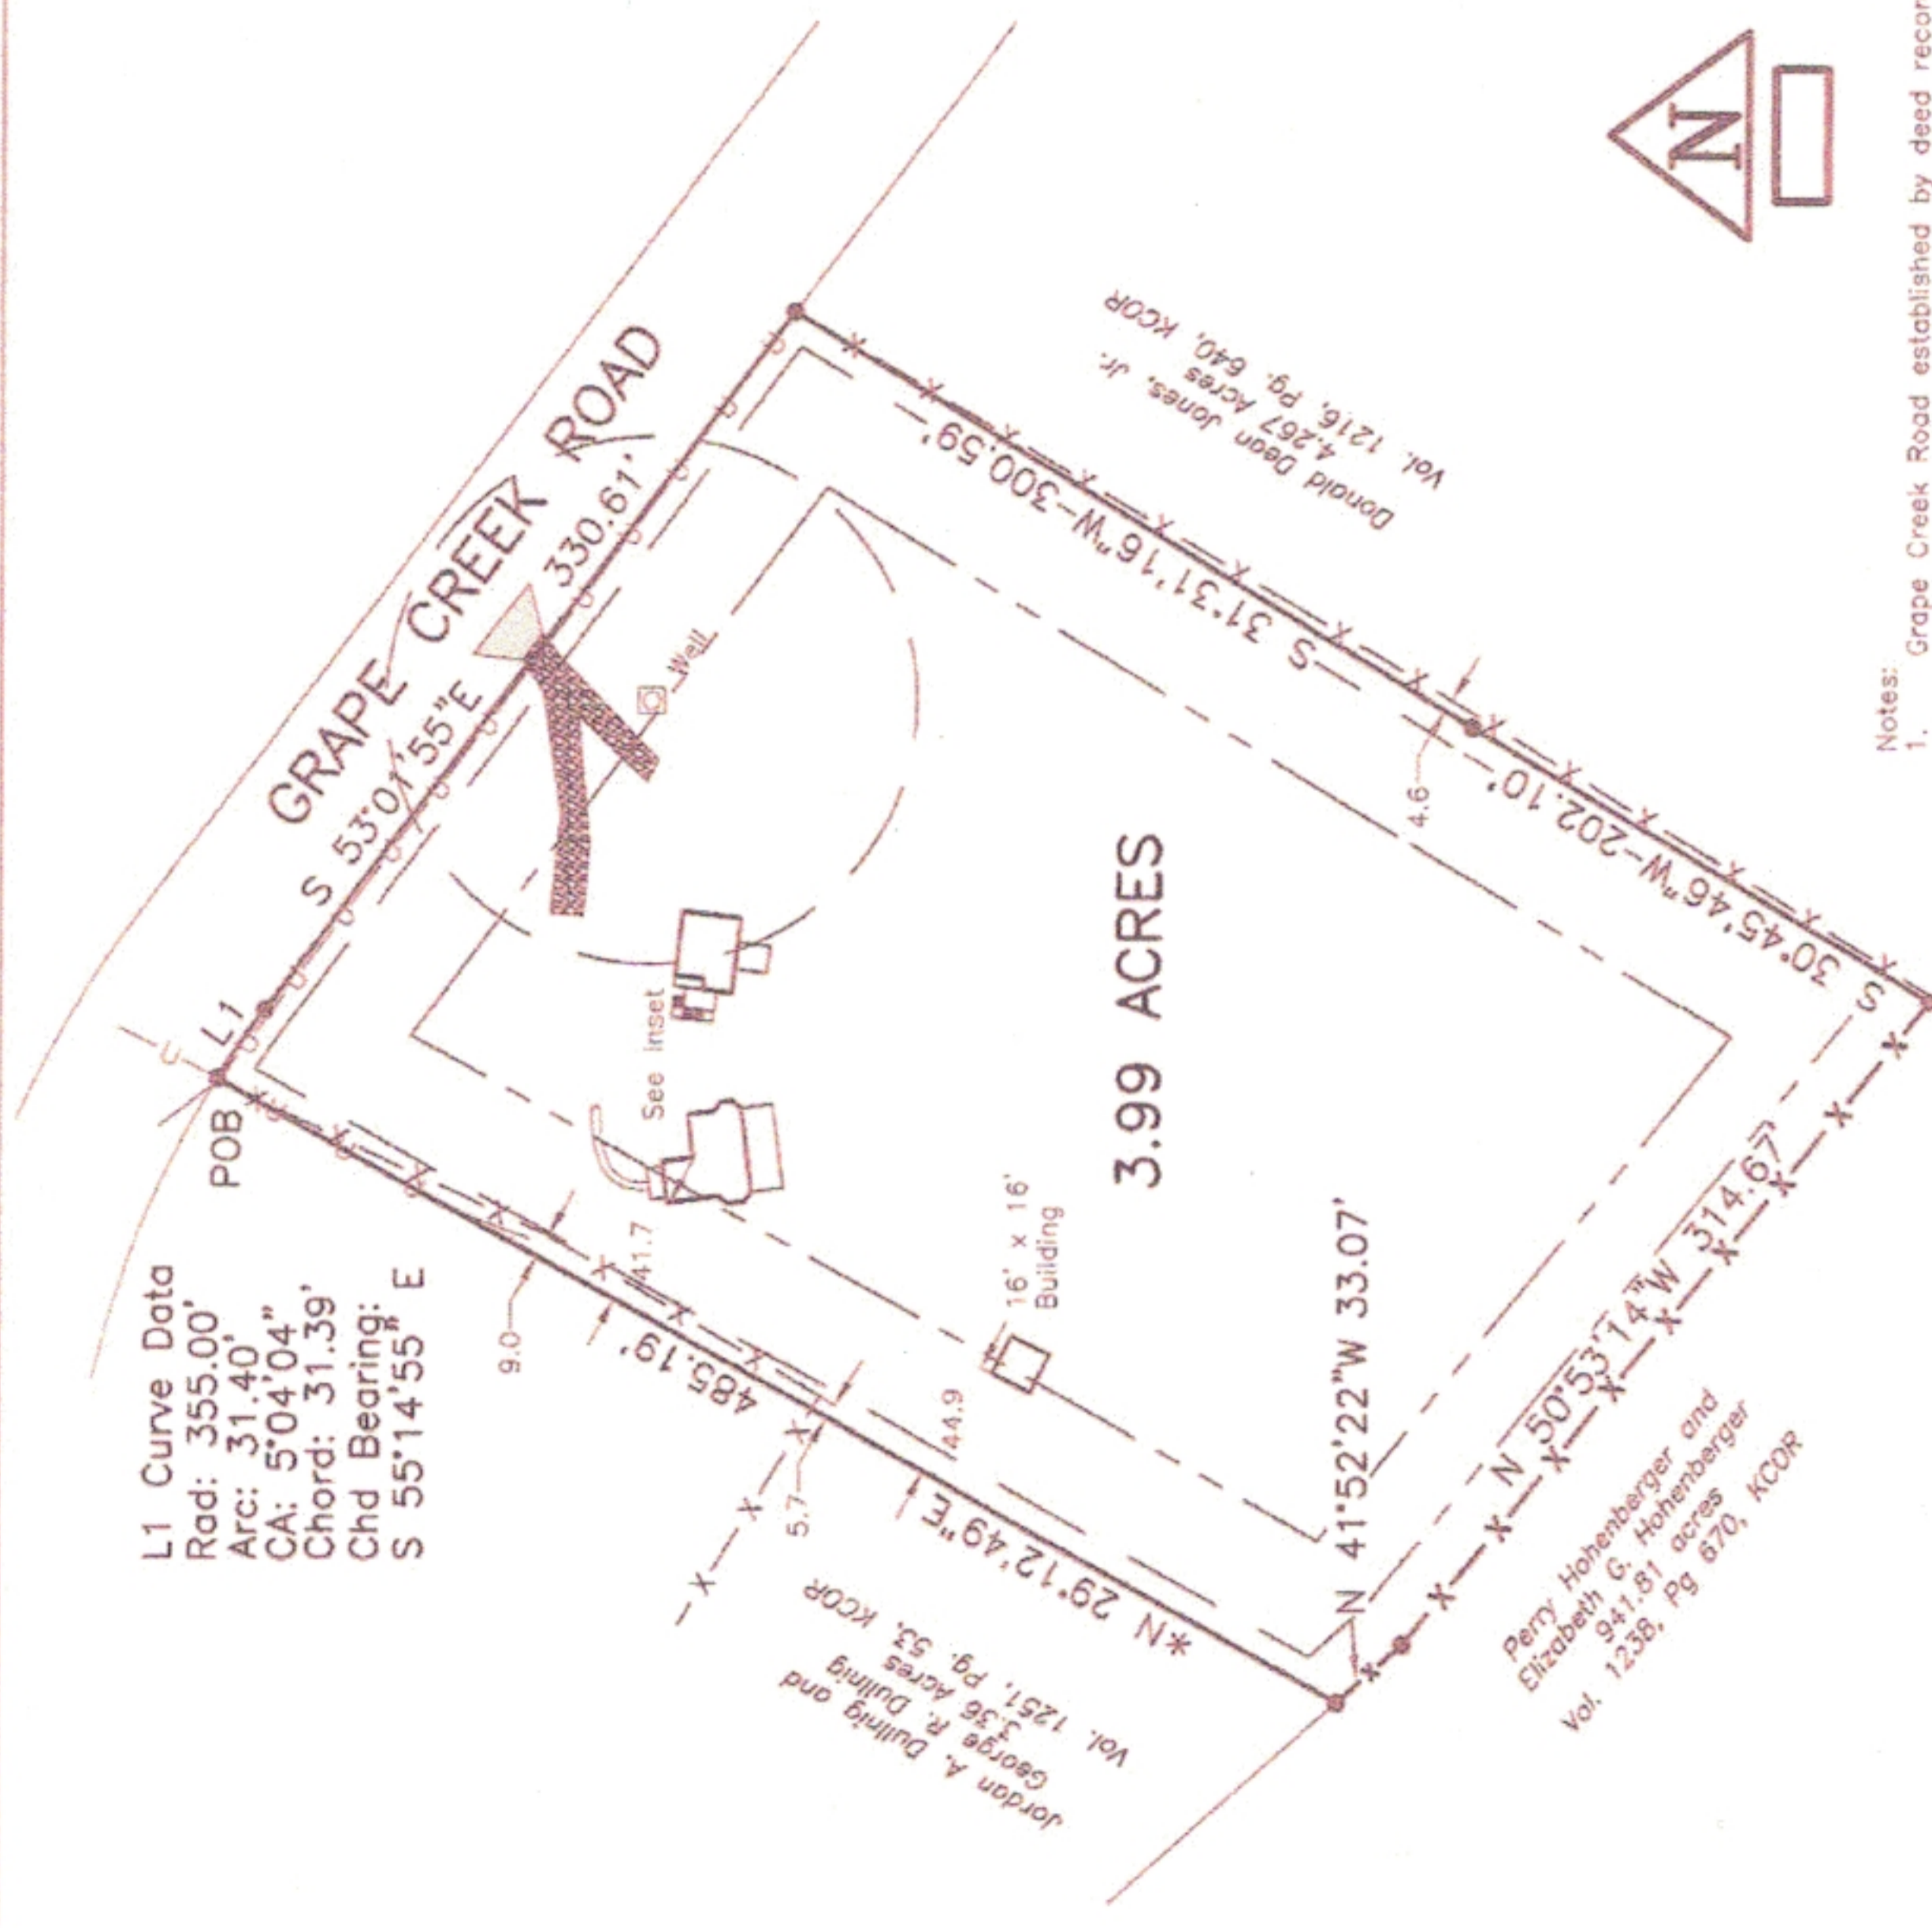 L1 Curve Data
Rad: 355.00'
Arc: 31.40'
CA: 5°04'04"
Chord: 31.39'
Chd Bearing:
S 55°14'55" E
POB
L1
GRAPE CREEK ROAD
S 53°01'55"E 330.61'
Well
See Inset
9.0
41.7
*N 29°12'49"E 485.19'
16' x 16'
Building
44.9
5.7
3.99 ACRES
S 31°31'16"W-300.59'
4.6
S 30°45'46"W-202.10'
N 41°52'22"W 33.07'
N 50°53'14"W 314.67'
Donald Dean Jones, Jr.
4.267 Acres
Vol. 1216, Pg. 640, KCOR
Jordan A. Dullnig and
George R. Dullnig
3.36 Acres
Vol. 1251, Pg. 53, KCOR
Perry Hohenberger and
Elizabeth G. Hohenberger
941.81 acres
Vol. 1238, Pg 670, KCOR
N
Notes:
1. Grape Creek Road established by deed recor